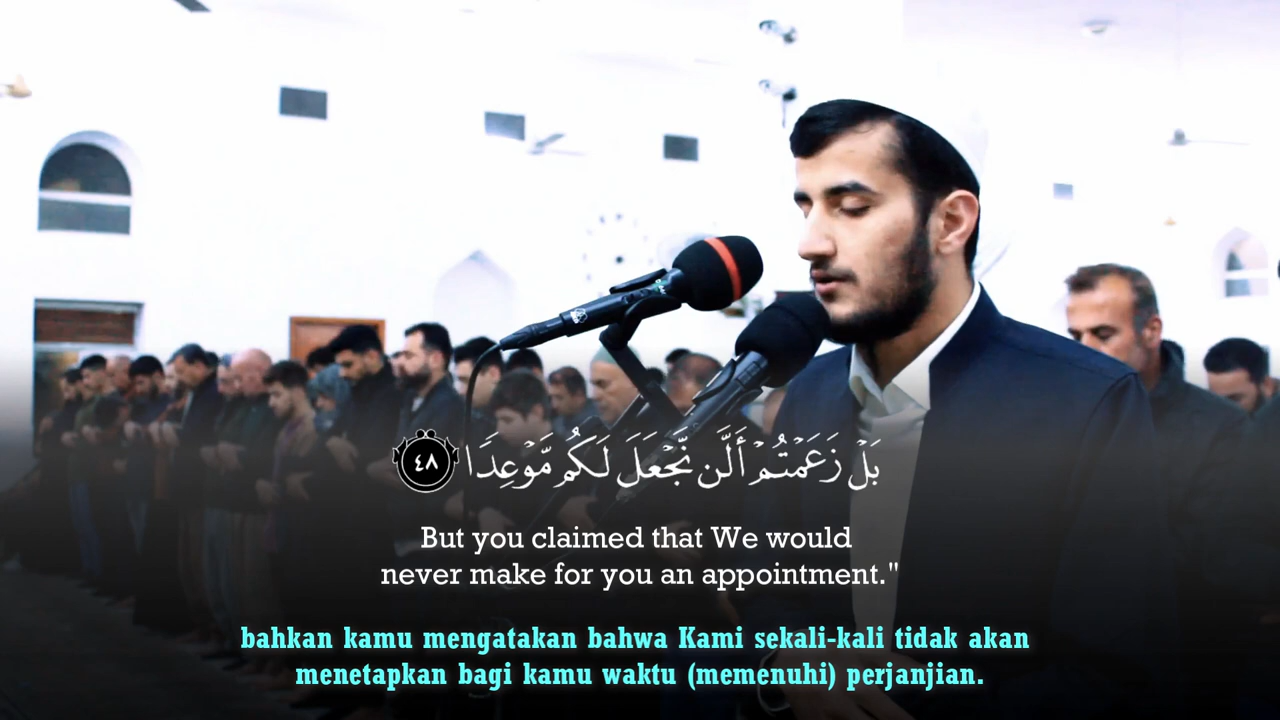 بَلْ زَعَمْتُمْ أَلَّن نَّجْعَلَ لَكُم مَّوْعِدًا ٤٨
But you claimed that We would
never make for you an appointment."
bahkan kamu mengatakan bahwa Kami sekali-kali tidak akan
menetapkan bagi kamu waktu (memenuhi) perjanjian.